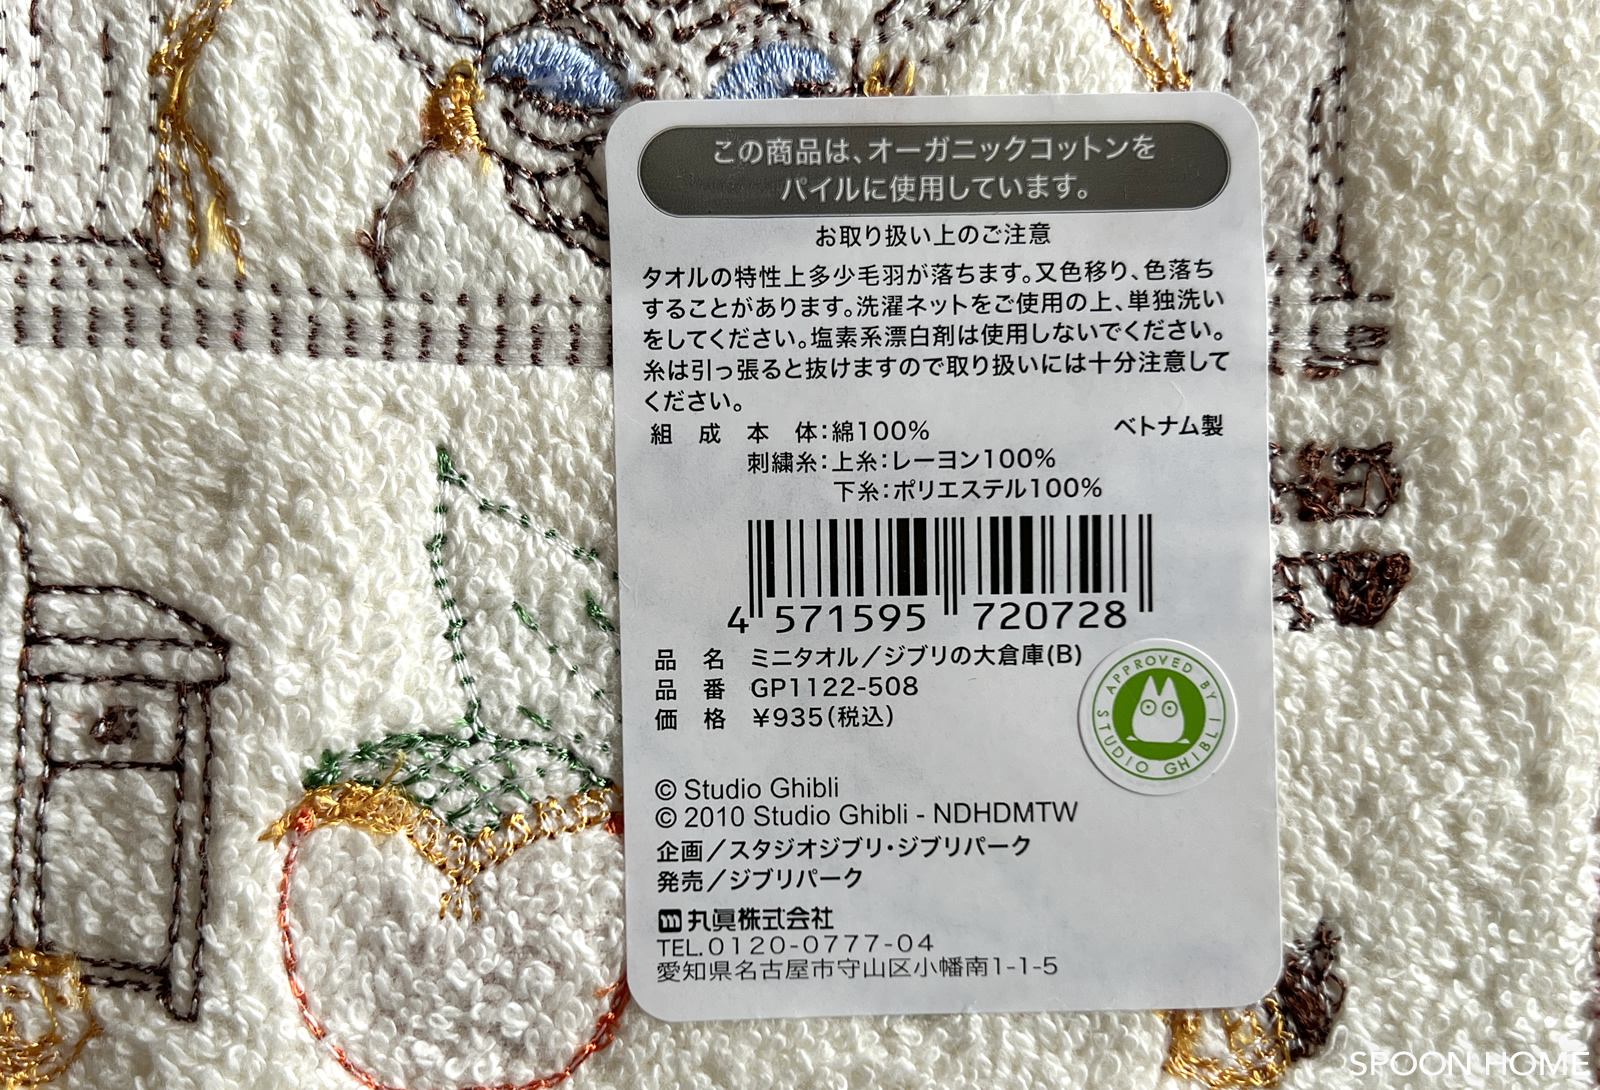 この商品は、オーガニックコットンを
パイルに使用しています。
お取り扱い上のご注意
タオルの特性上多少毛羽が落ちます。又色移り、色落ち
することがあります。洗濯ネットをご使用の上、単独洗い
をしてください。塩素系漂白剤は使用しないでください。
糸は引っ張ると抜けますので取り扱いには十分注意して
ください。
組 成 本 体：綿100% ベトナム製
刺繍糸：上糸：レーヨン100%
下糸：ポリエステル100%
4 571595 720728
品 名 ミニタオル／ジブリの大倉庫(B)
品 番 GP1122-508
価 格 ¥935(税込)
APPROVED BY
STUDIO GHIBLI
© Studio Ghibli
© 2010 Studio Ghibli - NDHDMTW
企画／スタジオジブリ・ジブリパーク
発売／ジブリパーク
m 丸眞株式会社
TEL.0120-0777-04
愛知県名古屋市守山区小幡南1-1-5
SPOON HOME